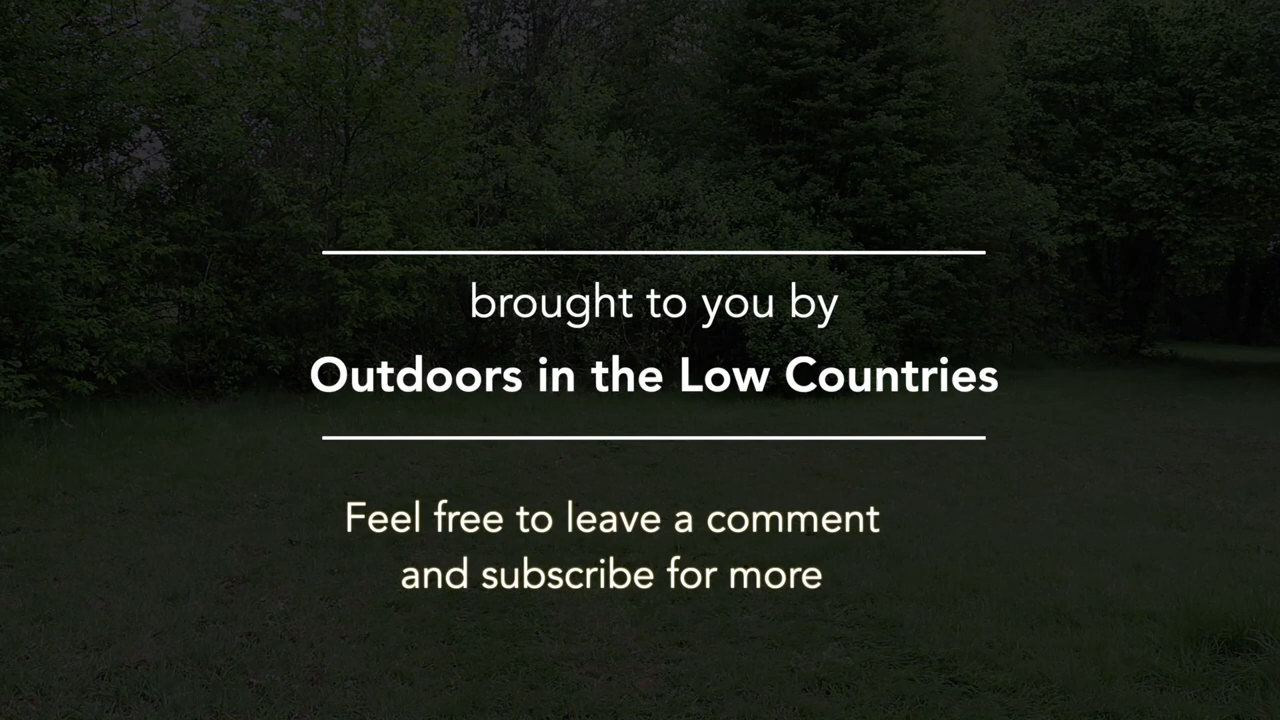 brought to you by
Outdoors in the Low Countries
Feel free to leave a comment
and subscribe for more